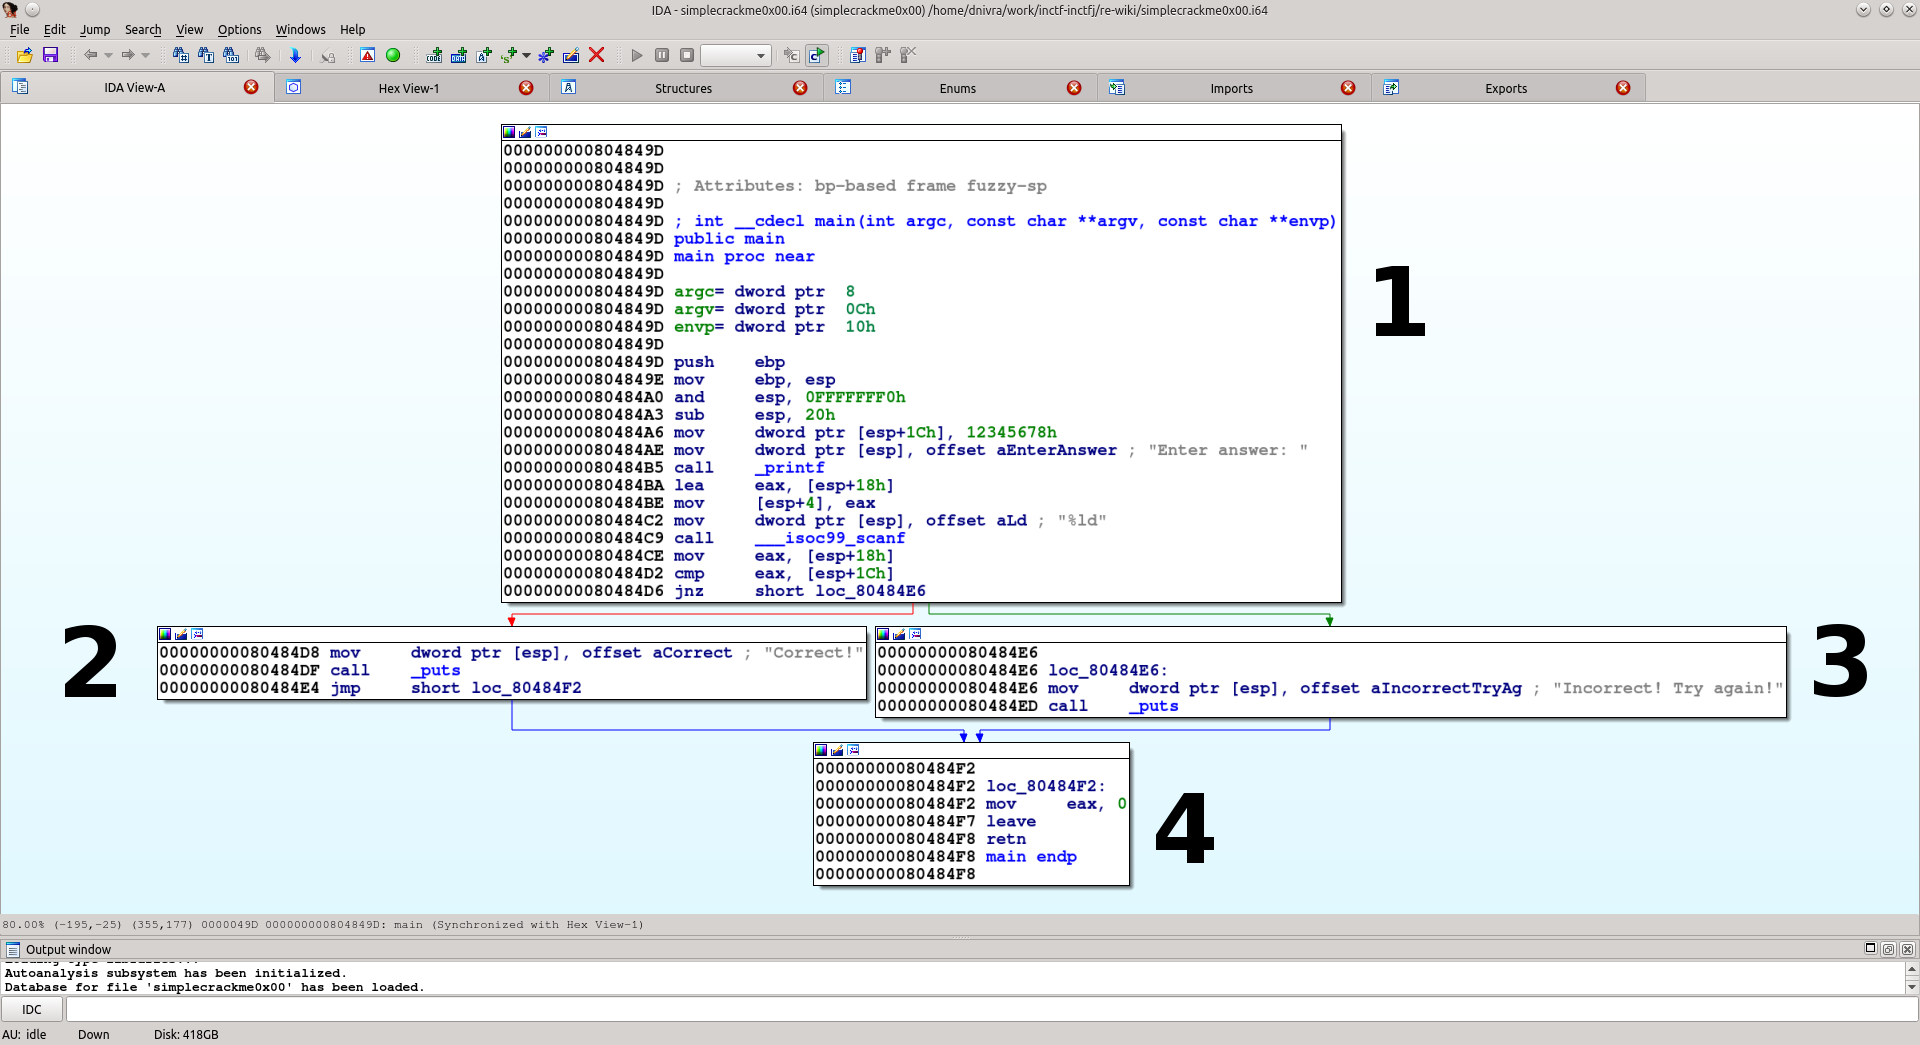 IDA - simplecrackme0x00.i64 (simplecrackme0x00) /home/dnivra/work/inctf-inctfj/re-wiki/simplecrackme0x00.i64
File Edit Jump Search View Options Windows Help
IDA View-A Hex View-1 Structures Enums Imports Exports
000000000804849D
000000000804849D
000000000804849D ; Attributes: bp-based frame fuzzy-sp
000000000804849D
000000000804849D ; int __cdecl main(int argc, const char **argv, const char **envp)
000000000804849D public main
000000000804849D main proc near
000000000804849D
000000000804849D argc= dword ptr  8
000000000804849D argv= dword ptr  0Ch
000000000804849D envp= dword ptr  10h
000000000804849D
000000000804849D push    ebp
000000000804849E mov     ebp, esp
00000000080484A0 and     esp, 0FFFFFFF0h
00000000080484A3 sub     esp, 20h
00000000080484A6 mov     dword ptr [esp+1Ch], 12345678h
00000000080484AE mov     dword ptr [esp], offset aEnterAnswer ; "Enter answer: "
00000000080484B5 call    _printf
00000000080484BA lea     eax, [esp+18h]
00000000080484BE mov     [esp+4], eax
00000000080484C2 mov     dword ptr [esp], offset aLd ; "%ld"
00000000080484C9 call    ___isoc99_scanf
00000000080484CE mov     eax, [esp+18h]
00000000080484D2 cmp     eax, [esp+1Ch]
00000000080484D6 jnz     short loc_80484E6
1
2
00000000080484D8 mov     dword ptr [esp], offset aCorrect ; "Correct!"
00000000080484DF call    _puts
00000000080484E4 jmp     short loc_80484F2
00000000080484E6
00000000080484E6 loc_80484E6:
00000000080484E6 mov     dword ptr [esp], offset aIncorrectTryAg ; "Incorrect! Try again!"
00000000080484ED call    _puts
3
00000000080484F2
00000000080484F2 loc_80484F2:
00000000080484F2 mov     eax, 0
00000000080484F7 leave
00000000080484F8 retn
00000000080484F8 main endp
00000000080484F8
4
80.00% (-195,-25) (355,177) 0000049D 000000000804849D: main (Synchronized with Hex View-1)
Output window
Autoanalysis subsystem has been initialized.
Database for file 'simplecrackme0x00' has been loaded.
IDC
AU: idle Down Disk: 418GB